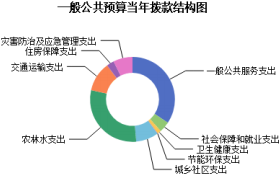 一般公共预算当年拨款结构图
灾害防治及应急管理支出
住房保障支出
交通运输支出
一般公共服务支出
农林水支出
社会保障和就业支出
卫生健康支出
节能环保支出
城乡社区支出